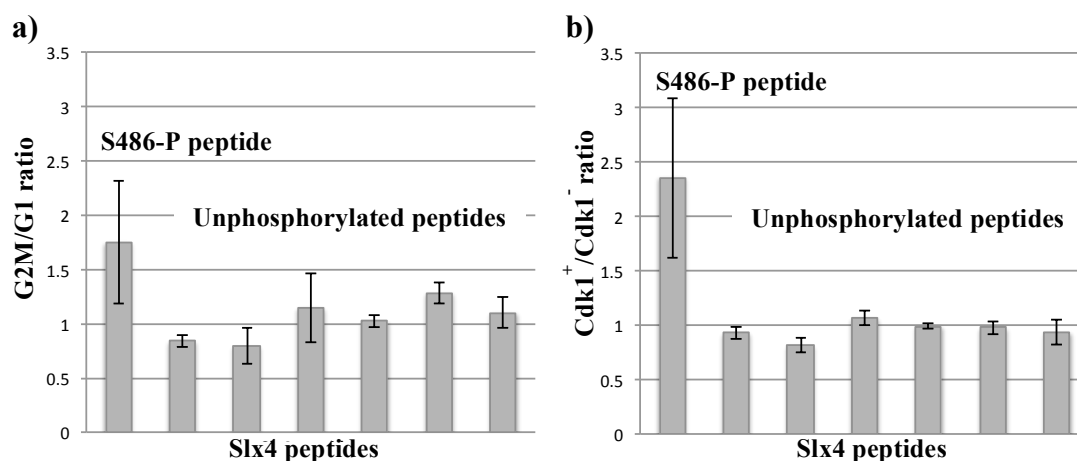 a)
3.5
3
2.5
2
1.5
1
0.5
0
G2M/G1 ratio
S486-P peptide
Unphosphorylated peptides
Slx4 peptides
b)
3.5
3
2.5
2
1.5
1
0.5
0
Cdk1⁺/Cdk1⁻ ratio
S486-P peptide
Unphosphorylated peptides
Slx4 peptides